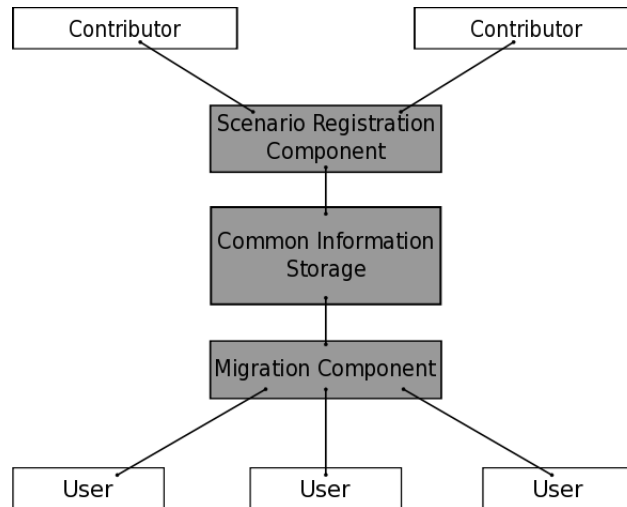 Contributor
Contributor
Scenario Registration
Component
Common Information
Storage
Migration Component
User
User
User